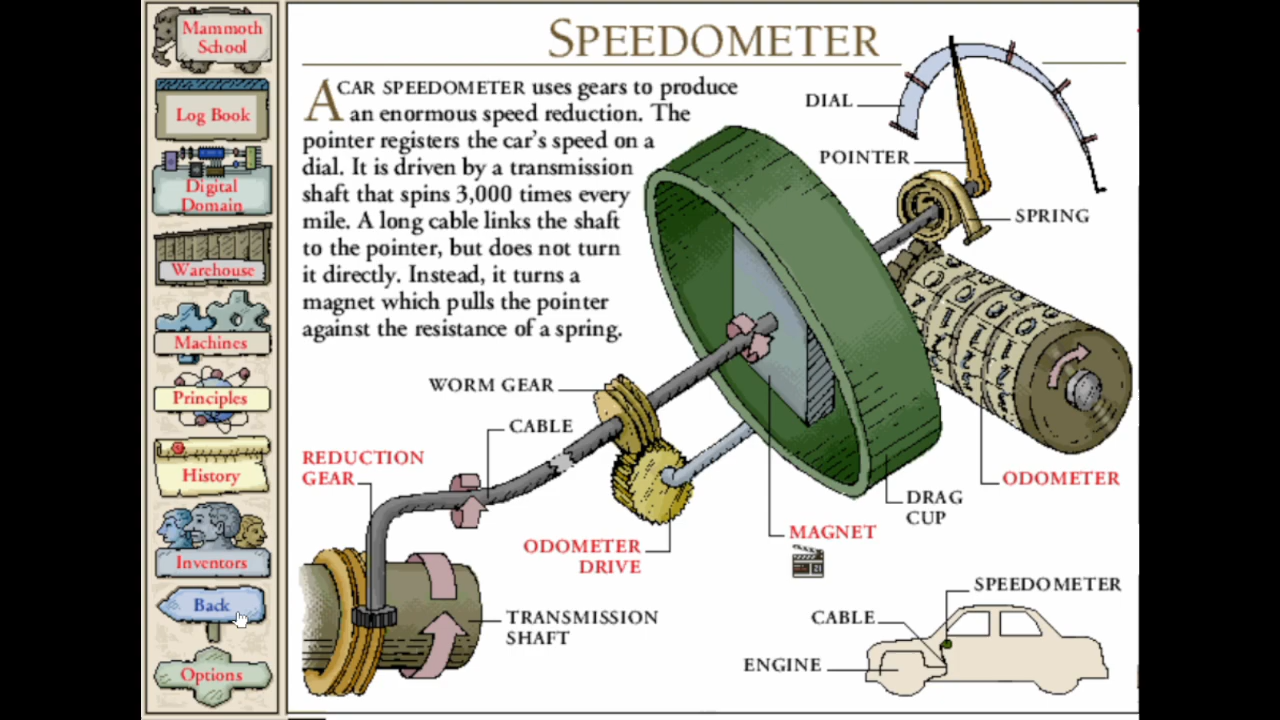 Mammoth
School
Log Book
Digital
Domain
Warehouse
Machines
Principles
History
Inventors
Back
Options
SPEEDOMETER
A CAR SPEEDOMETER uses gears to produce
an enormous speed reduction. The
pointer registers the car's speed on a
dial. It is driven by a transmission
shaft that spins 3,000 times every
mile. A long cable links the shaft
to the pointer, but does not turn
it directly. Instead, it turns a
magnet which pulls the pointer
against the resistance of a spring.
DIAL
POINTER
SPRING
WORM GEAR
CABLE
REDUCTION
GEAR
ODOMETER
DRAG
CUP
MAGNET
ODOMETER
DRIVE
TRANSMISSION
SHAFT
SPEEDOMETER
CABLE
ENGINE